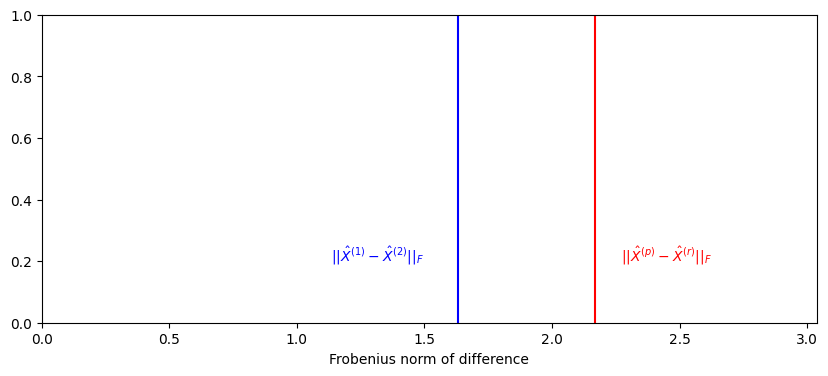 1.0
0.8
0.6
0.4
0.2
0.0
||X̂⁽¹⁾ − X̂⁽²⁾||_F
||X̂⁽ᵖ⁾ − X̂⁽ʳ⁾||_F
0.0 0.5 1.0 1.5 2.0 2.5 3.0
Frobenius norm of difference